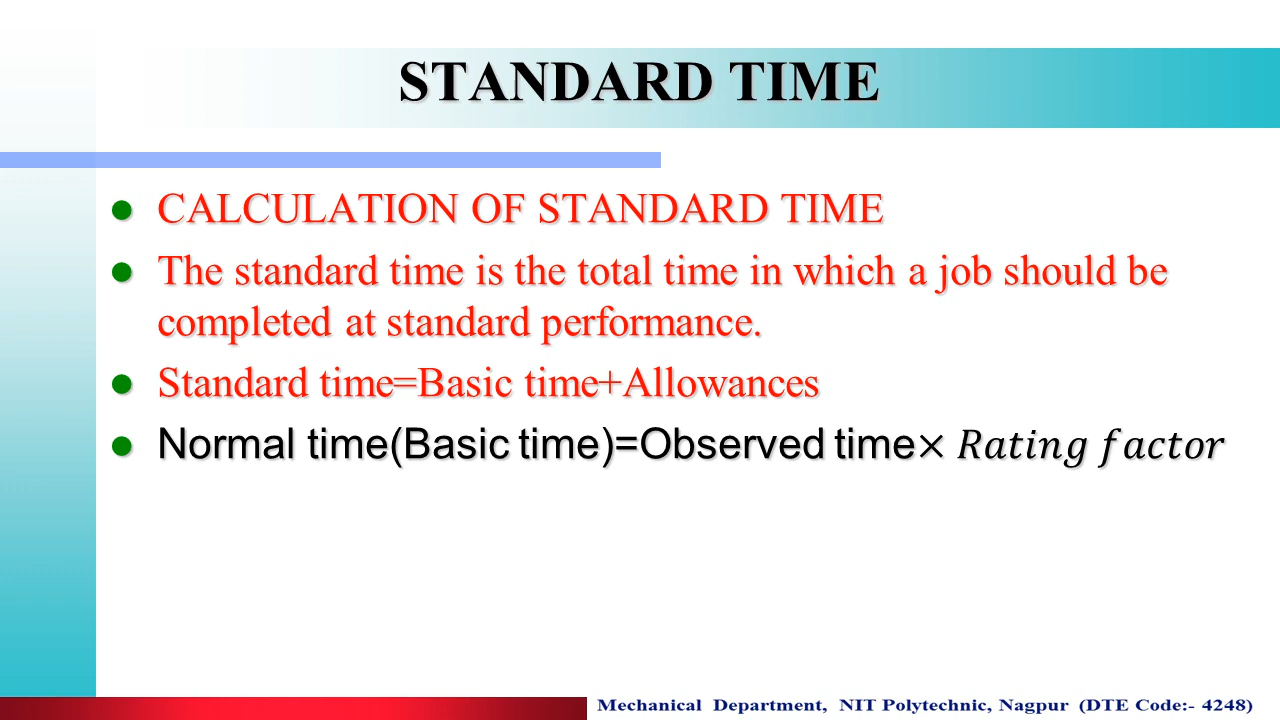 STANDARD TIME
CALCULATION OF STANDARD TIME
The standard time is the total time in which a job should be
completed at standard performance.
Standard time=Basic time+Allowances
Normal time(Basic time)=Observed time× 𝑅𝑎𝑡𝑖𝑛𝑔 𝑓𝑎𝑐𝑡𝑜𝑟
Mechanical Department, NIT Polytechnic, Nagpur (DTE Code:- 4248)